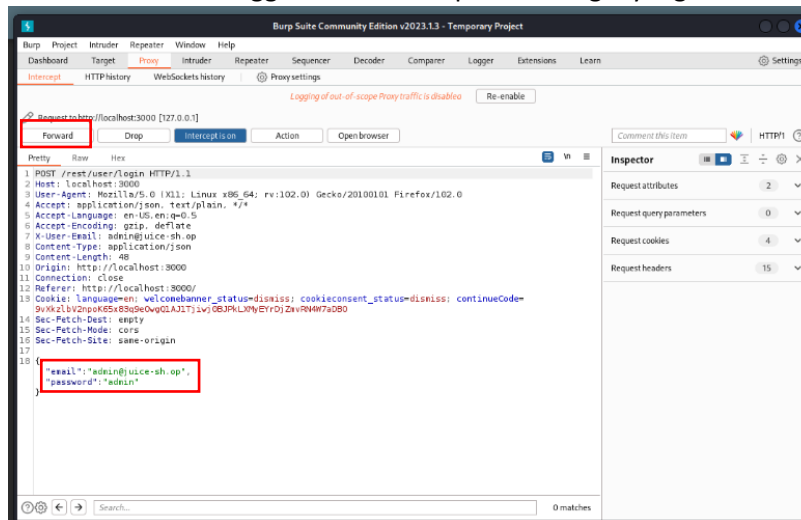 Burp Suite Community Edition v2023.1.3 - Temporary Project
Burp Project Intruder Repeater Window Help
Dashboard Target Proxy Intruder Repeater Sequencer Decoder Comparer Logger Extensions Learn Settings
Intercept HTTP history WebSockets history Proxy settings
Logging of out-of-scope Proxy traffic is disabled Re-enable
Request to http://localhost:3000 [127.0.0.1]
Forward Drop Intercept is on Action Open browser Comment this item HTTP/1
Pretty Raw Hex \n Inspector
1 POST /rest/user/login HTTP/1.1
2 Host: localhost:3000
3 User-Agent: Mozilla/5.0 (X11; Linux x86_64; rv:102.0) Gecko/20100101 Firefox/102.0
4 Accept: application/json, text/plain, */*
5 Accept-Language: en-US,en;q=0.5
6 Accept-Encoding: gzip, deflate
7 X-User-Email: admin@juice-sh.op
8 Content-Type: application/json
9 Content-Length: 48
10 Origin: http://localhost:3000
11 Connection: close
12 Referer: http://localhost:3000/
13 Cookie: language=en; welcomebanner_status=dismiss; cookieconsent_status=dismiss; continueCode=
14 Sec-Fetch-Dest: empty
15 Sec-Fetch-Mode: cors
16 Sec-Fetch-Site: same-origin
17
18 {
"email":"admin@juice-sh.op",
"password":"admin"
}
Request attributes 2
Request query parameters 0
Request cookies 4
Request headers 15
Search... 0 matches